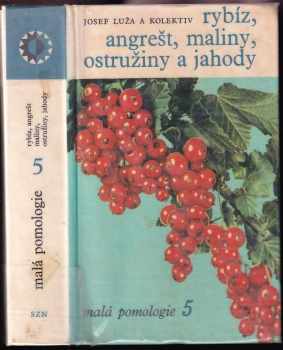 JOSEF LUŽA A KOLEKTIV
rybíz,
angrešt, maliny,
ostružiny a jahody
malá pomologie 5
rybíz, angrešt
maliny,
ostružiny, jahody
5
malá pomologie
SZN